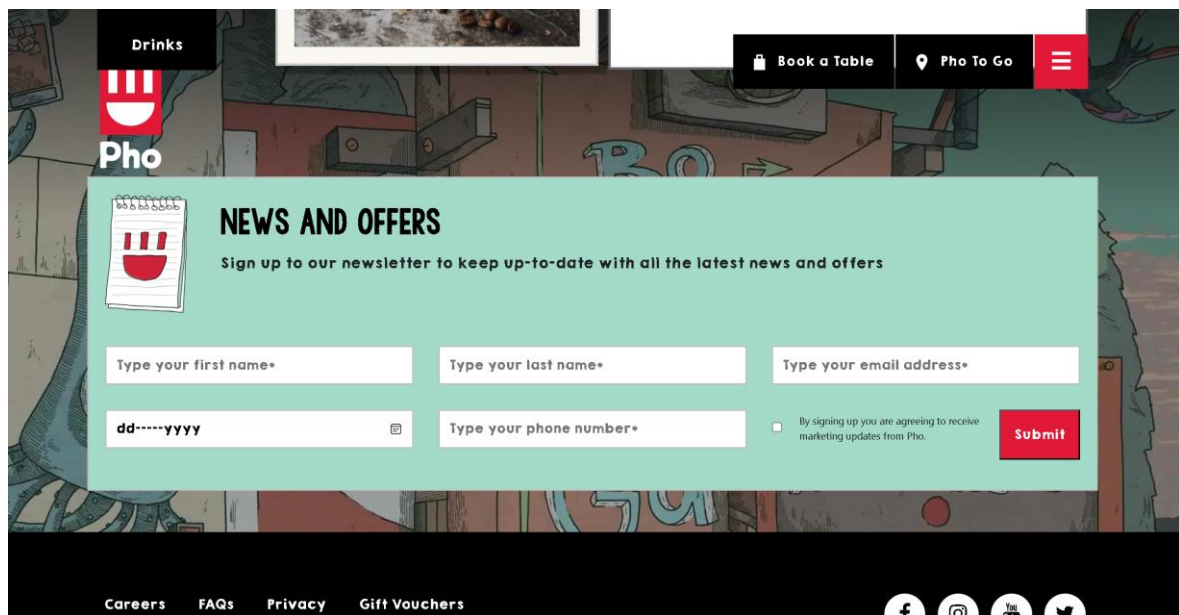 Drinks
Book a Table
Pho To Go
Pho
Bo
NEWS AND OFFERS
Sign up to our newsletter to keep up-to-date with all the latest news and offers
Type your first name*
Type your last name*
Type your email address*
dd-----yyyy
Type your phone number*
By signing up you are agreeing to receive
marketing updates from Pho.
Submit
Careers
FAQs
Privacy
Gift Vouchers
You